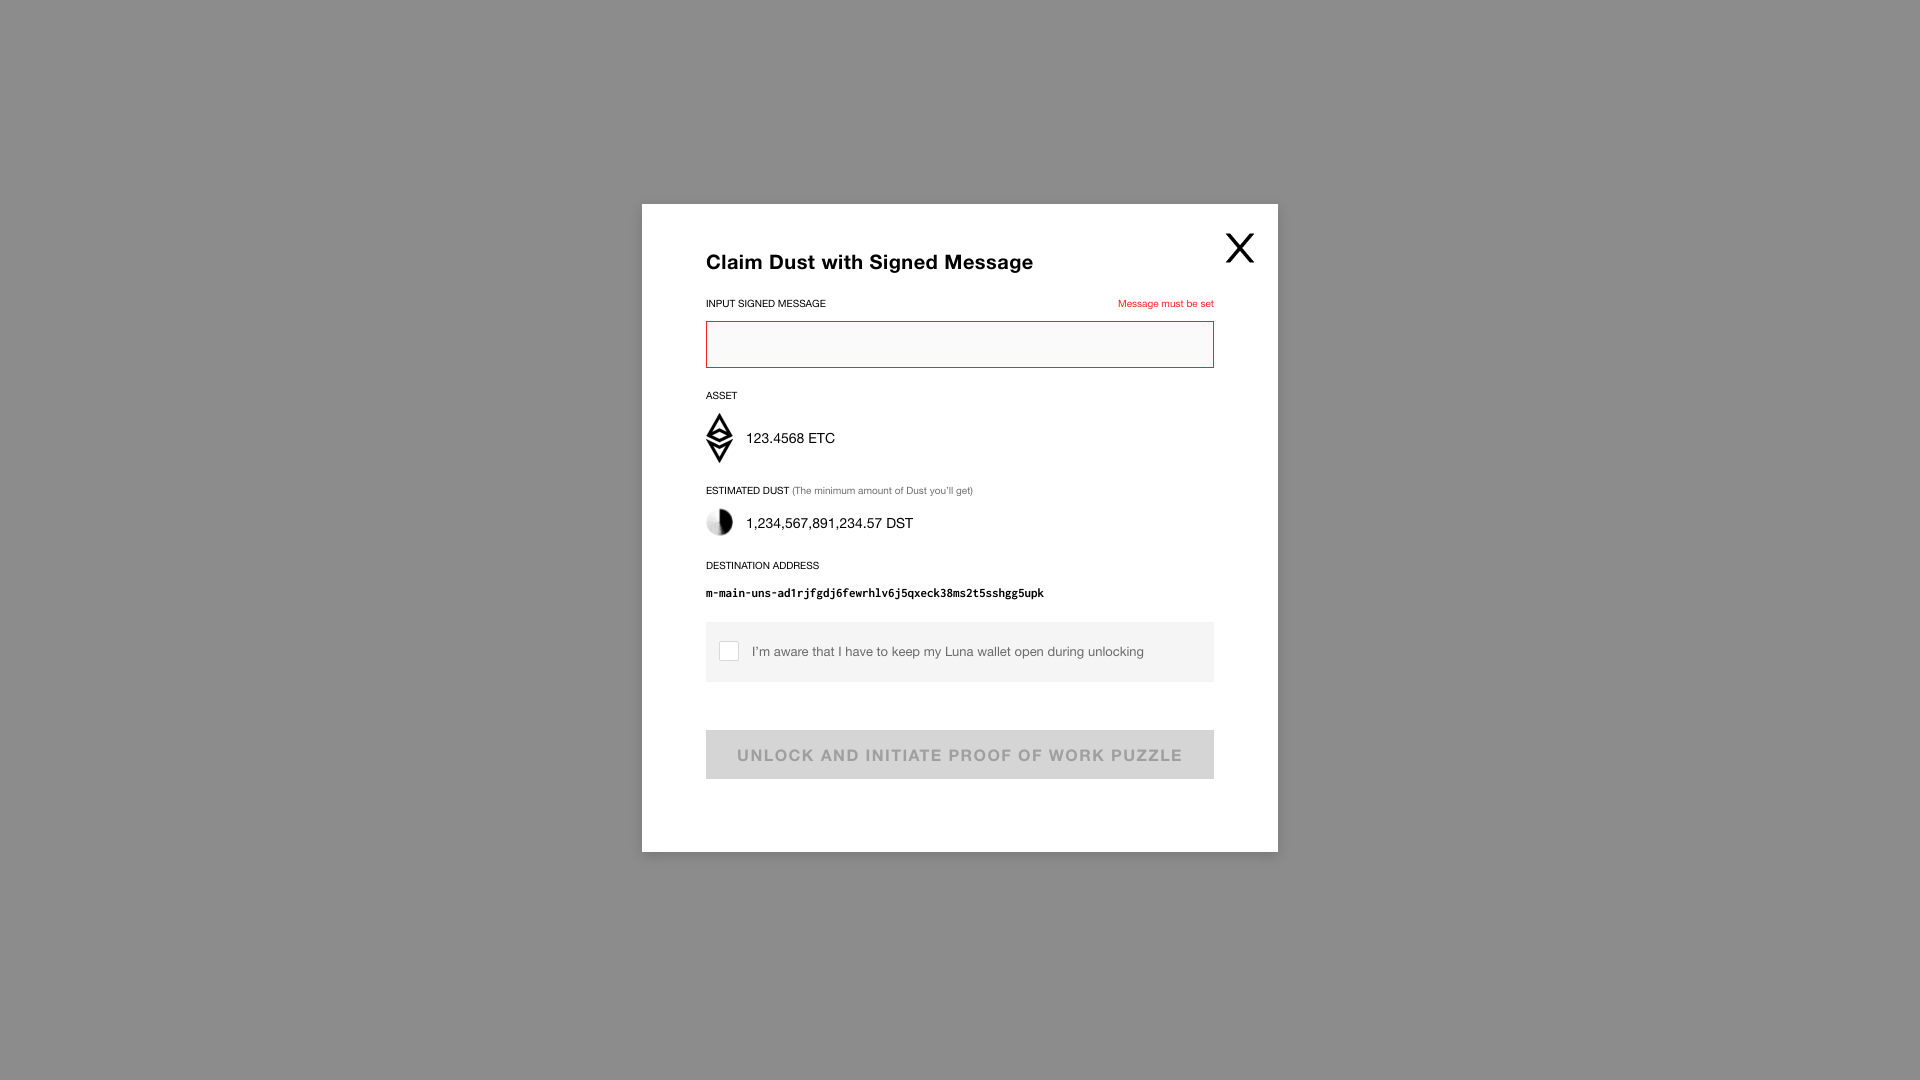 Claim Dust with Signed Message
INPUT SIGNED MESSAGE Message must be set
ASSET
123.4568 ETC
ESTIMATED DUST (The minimum amount of Dust you'll get)
1,234,567,891,234.57 DST
DESTINATION ADDRESS
m-main-uns-ad1rjfgdj6fewrhlv6j5qxeck38ms2t5sshgg5upk
I'm aware that I have to keep my Luna wallet open during unlocking
UNLOCK AND INITIATE PROOF OF WORK PUZZLE